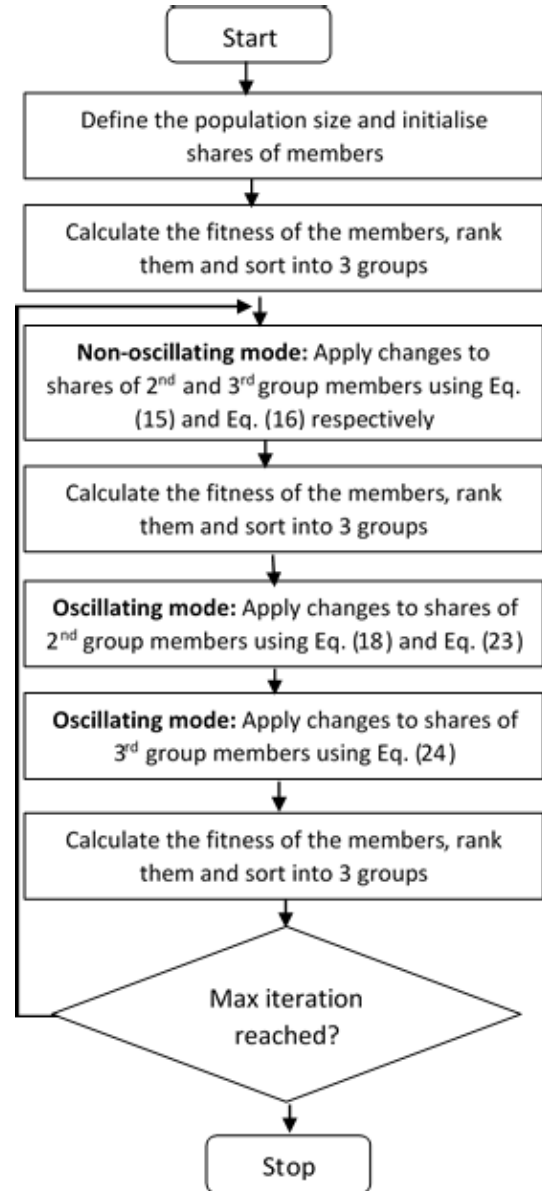 Start
Define the population size and initialise
shares of members
Calculate the fitness of the members, rank
them and sort into 3 groups
Non-oscillating mode: Apply changes to
shares of 2nd and 3rd group members using Eq.
(15) and Eq. (16) respectively
Calculate the fitness of the members, rank
them and sort into 3 groups
Oscillating mode: Apply changes to shares of
2nd group members using Eq. (18) and Eq. (23)
Oscillating mode: Apply changes to shares of
3rd group members using Eq. (24)
Calculate the fitness of the members, rank
them and sort into 3 groups
Max iteration
reached?
Stop